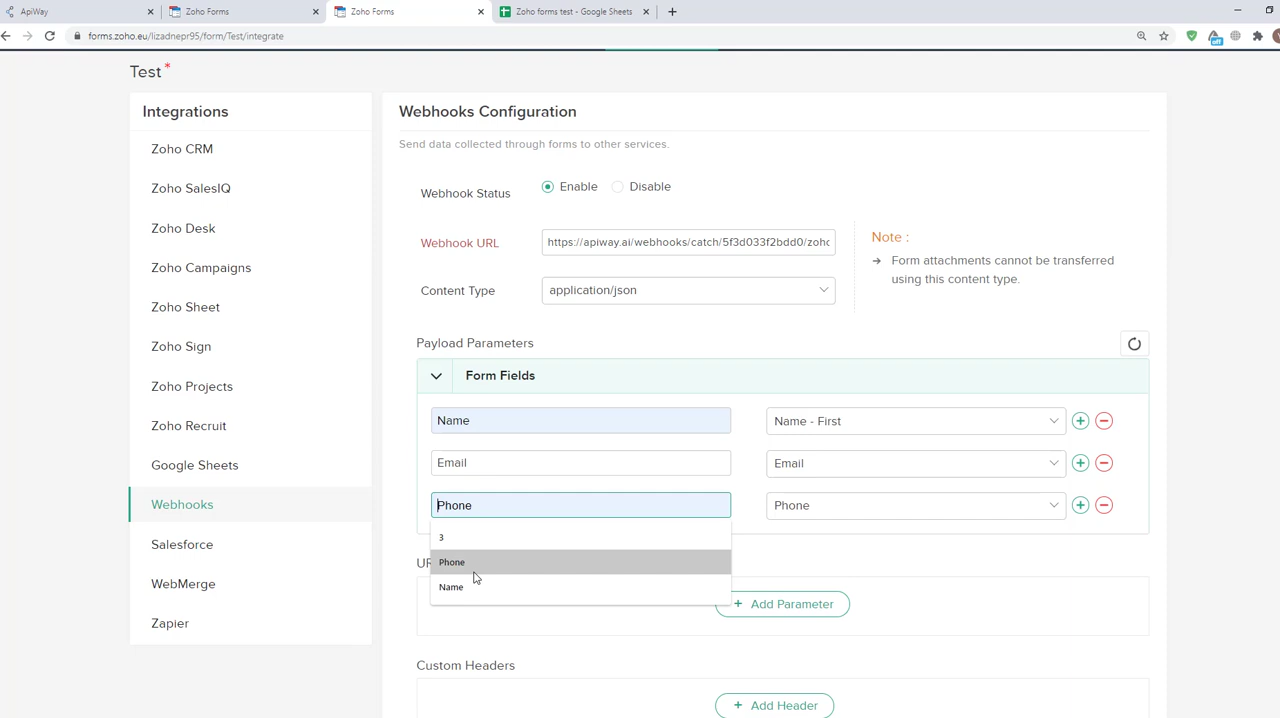 ApiWay
Zoho Forms
Zoho Forms
Zoho forms test - Google Sheets
forms.zoho.eu/lizadnepr95/form/Test/integrate
off
Test *
Integrations
Zoho CRM
Zoho SalesIQ
Zoho Desk
Zoho Campaigns
Zoho Sheet
Zoho Sign
Zoho Projects
Zoho Recruit
Google Sheets
Webhooks
Salesforce
WebMerge
Zapier
Webhooks Configuration
Send data collected through forms to other services.
Webhook Status
Enable
Disable
Webhook URL
https://apiway.ai/webhooks/catch/5f3d033f2bdd0/zoho
Content Type
application/json
Note :
Form attachments cannot be transferred
using this content type.
Payload Parameters
Form Fields
Name
Name - First
Email
Email
Phone
Phone
3
Phone
Name
UR
Add Parameter
Custom Headers
Add Header